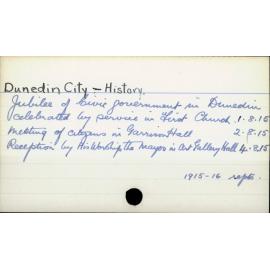 Dunedin City – History.
Jubilee of Civic government in Dunedin
celebrated by service in First Church. 1-8-15
Meeting of citizens in Garrison Hall 2-8-15
Reception by His Worship the Mayor in Art Gallery Hall 4-8-15
1915-16 repts.